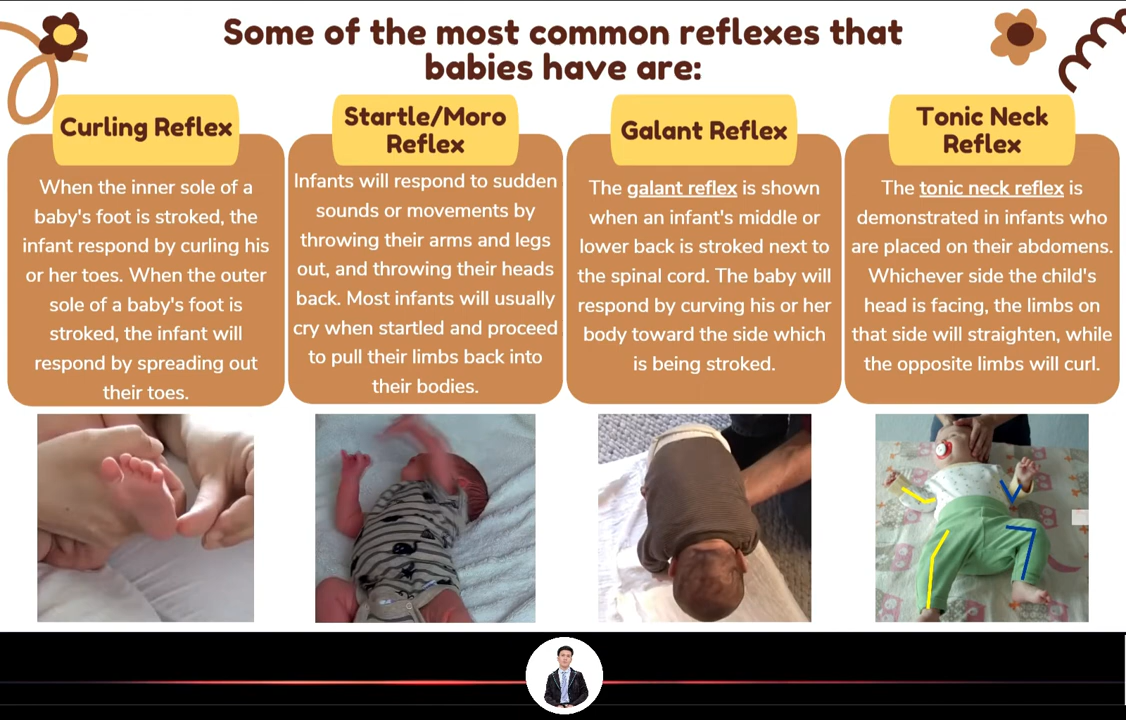 Some of the most common reflexes that
babies have are:
Curling Reflex
When the inner sole of a
baby's foot is stroked, the
infant respond by curling his
or her toes. When the outer
sole of a baby's foot is
stroked, the infant will
respond by spreading out
their toes.
Startle/Moro
Reflex
Infants will respond to sudden
sounds or movements by
throwing their arms and legs
out, and throwing their heads
back. Most infants will usually
cry when startled and proceed
to pull their limbs back into
their bodies.
Galant Reflex
The galant reflex is shown
when an infant's middle or
lower back is stroked next to
the spinal cord. The baby will
respond by curving his or her
body toward the side which
is being stroked.
Tonic Neck
Reflex
The tonic neck reflex is
demonstrated in infants who
are placed on their abdomens.
Whichever side the child's
head is facing, the limbs on
that side will straighten, while
the opposite limbs will curl.